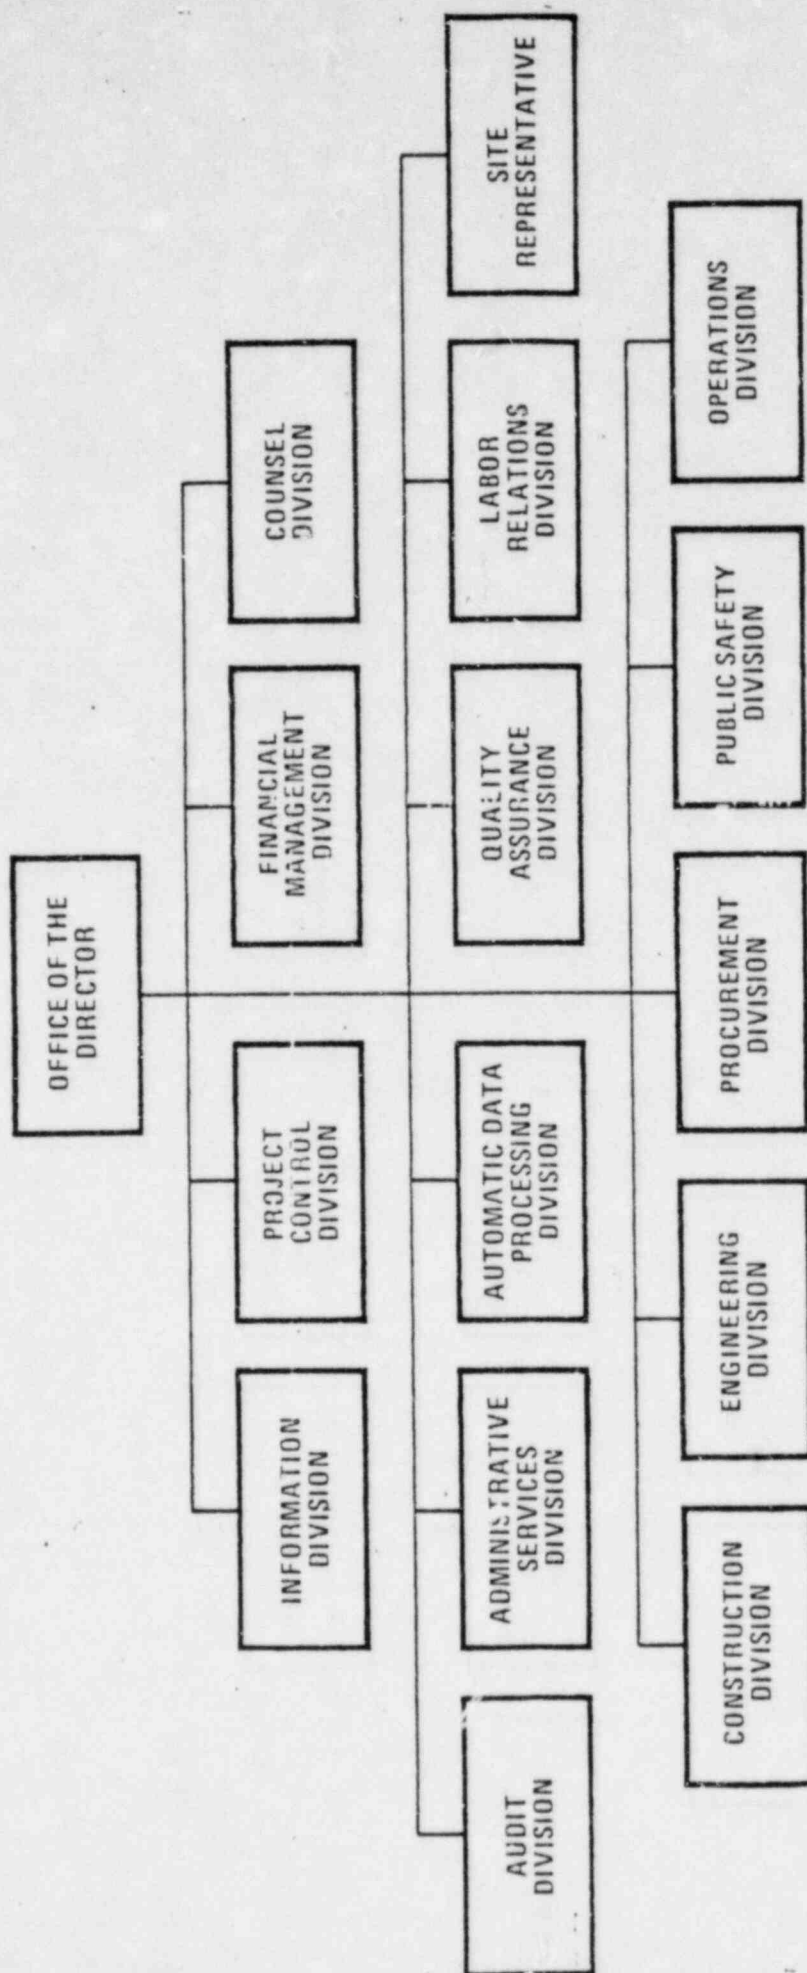 OFFICE OF THE
DIRECTOR
INFORMATION
DIVISION
PROJECT
CONTROL
DIVISION
FINANCIAL
MANAGEMENT
DIVISION
COUNSEL
DIVISION
AUDIT
DIVISION
ADMINISTRATIVE
SERVICES
DIVISION
AUTOMATIC DATA
PROCESSING
DIVISION
QUALITY
ASSURANCE
DIVISION
LABOR
RELATIONS
DIVISION
SITE
REPRESENTATIVE
CONSTRUCTION
DIVISION
ENGINEERING
DIVISION
PROCUREMENT
DIVISION
PUBLIC SAFETY
DIVISION
OPERATIONS
DIVISION